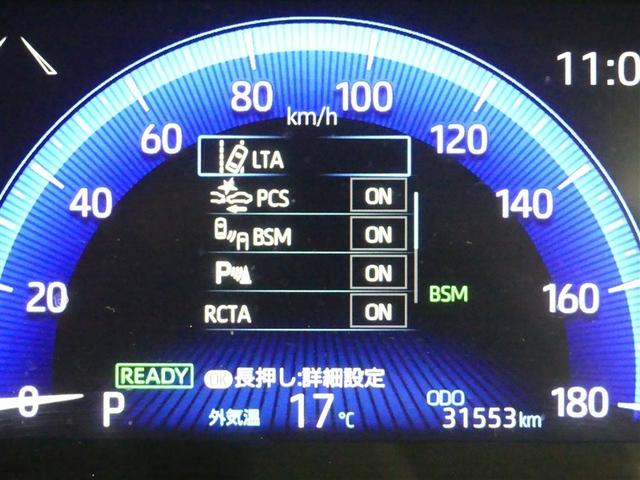 11:0
80 100
km/h
60 120
LTA
40 140
PCS ON
BSM ON
P ON
20 BSM 160
RCTA ON
READY OK 長押し:詳細設定
0 P 外気温 17℃ ODO 31553km 180